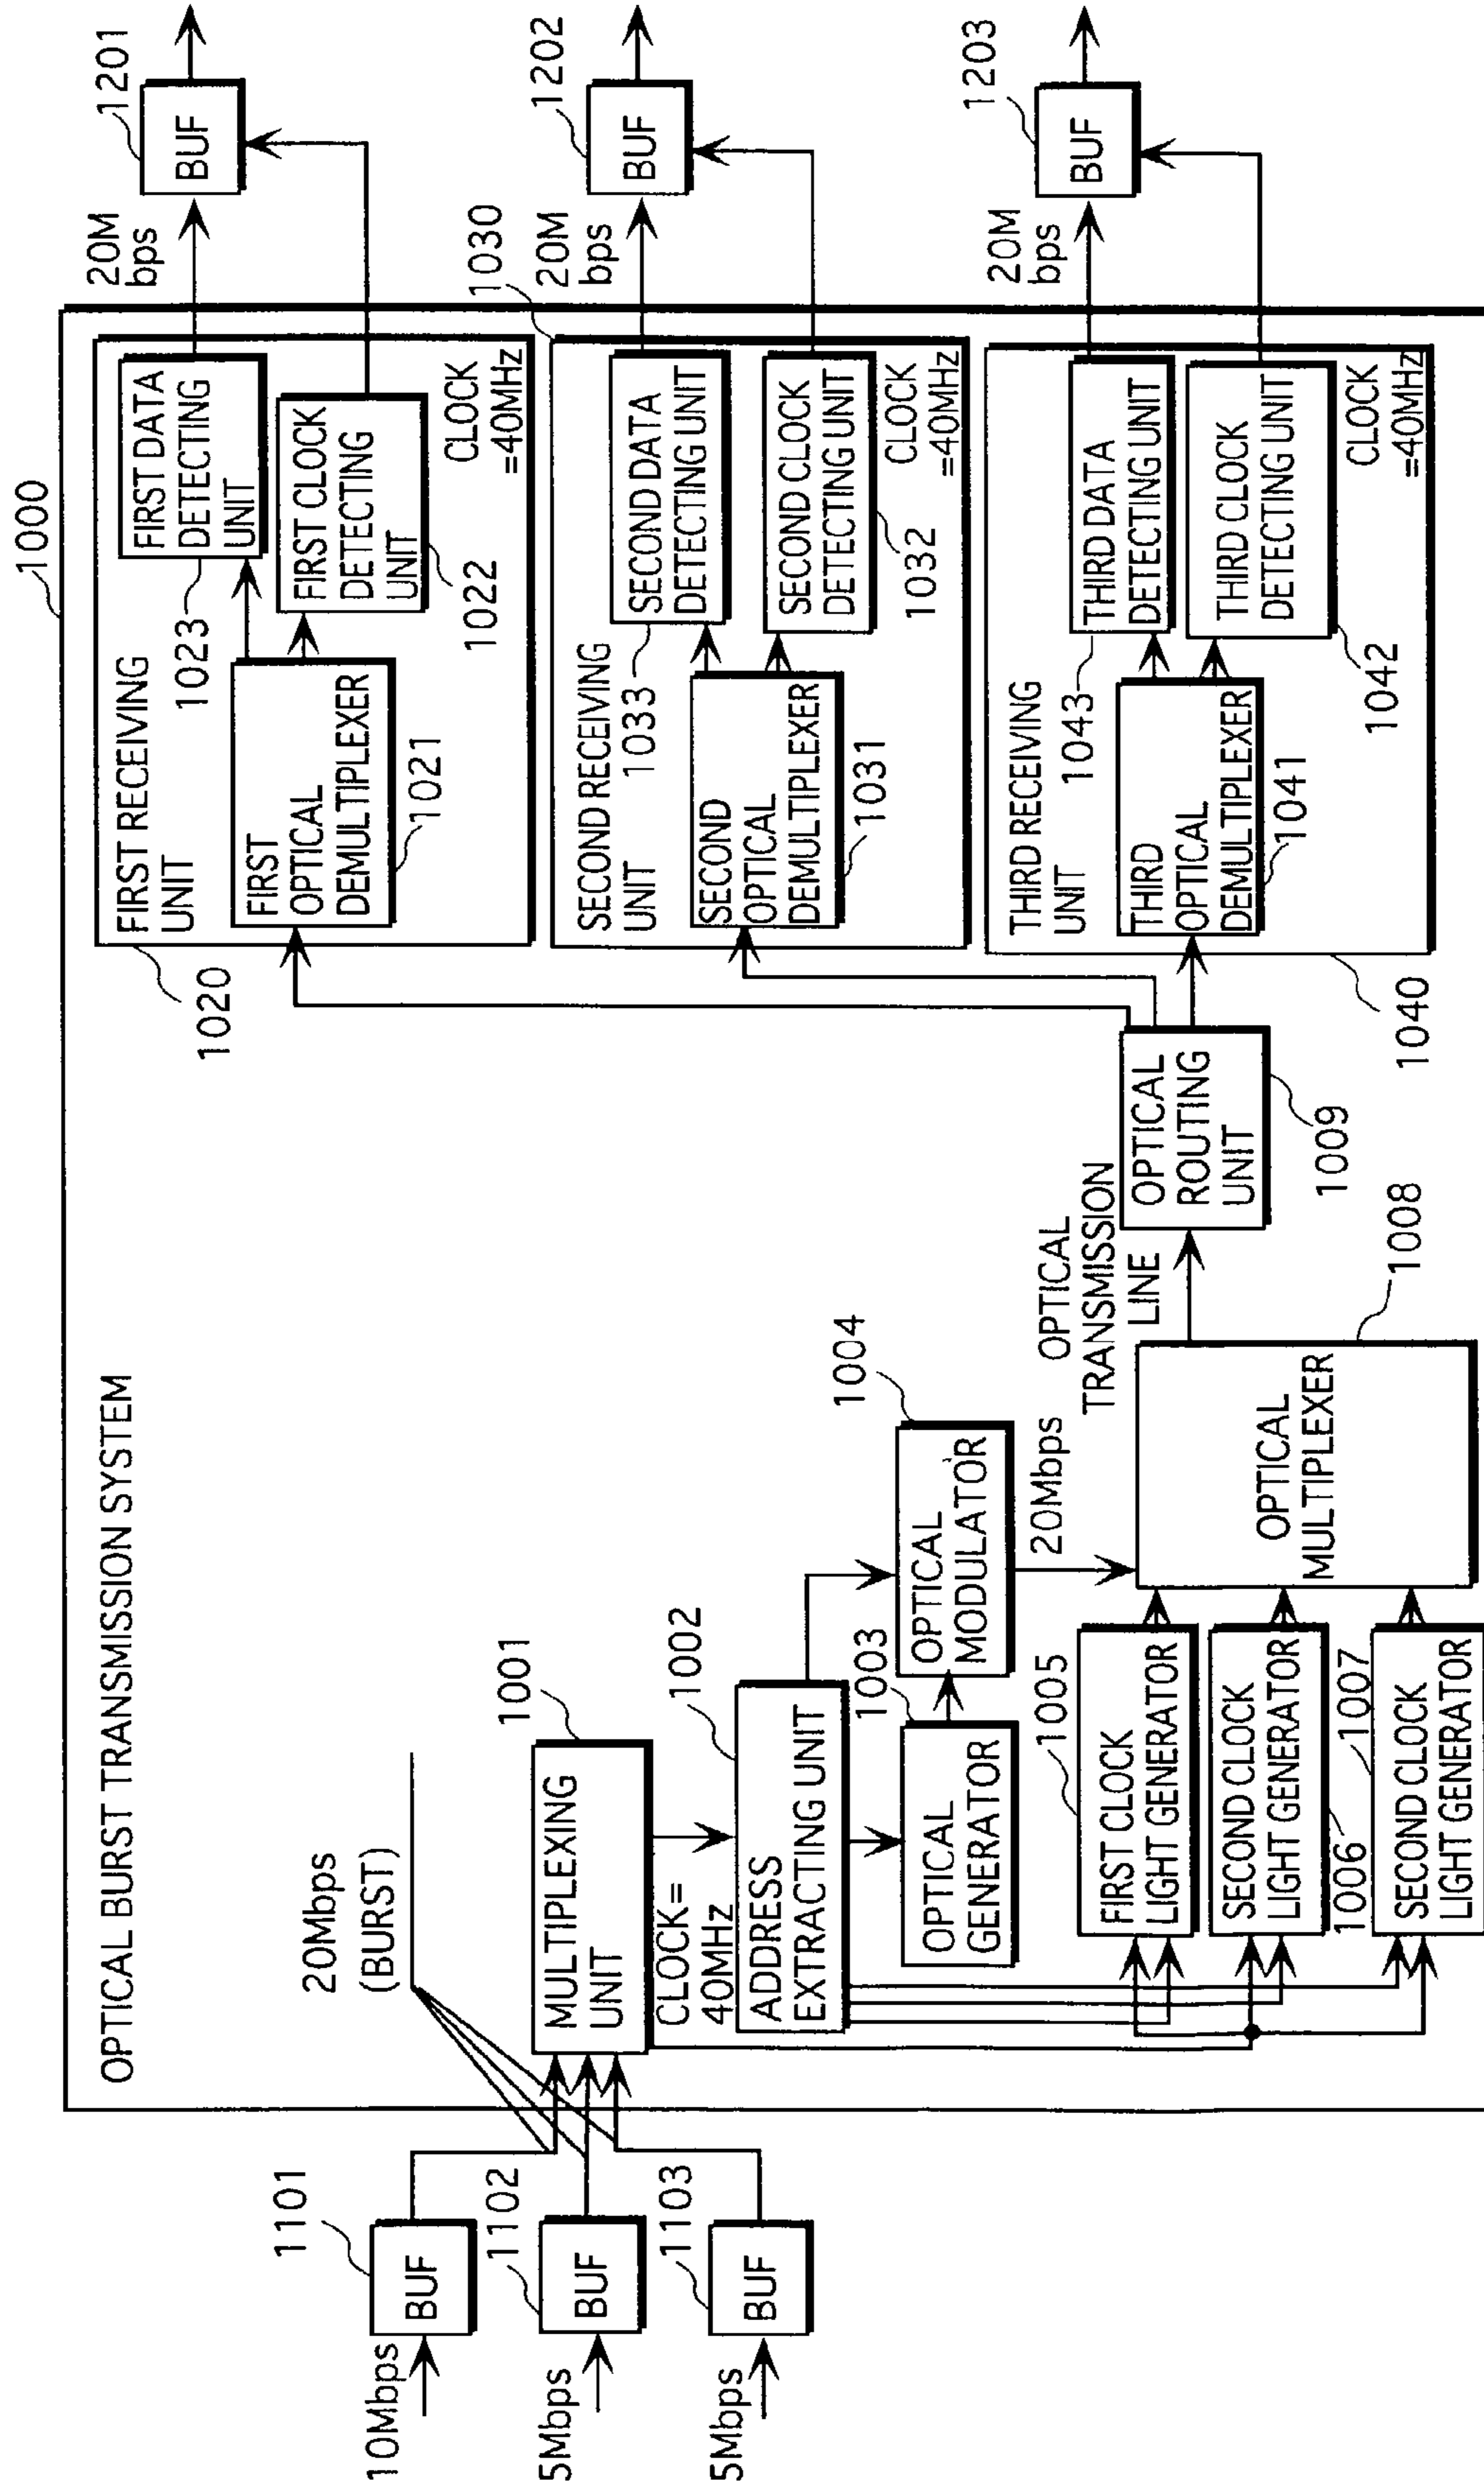 OPTICAL BURST TRANSMISSION SYSTEM
1000
10Mbps
BUF
1101
5Mbps
BUF
1102
5Mbps
BUF
1103
20Mbps
(BURST)
MULTIPLEXING
UNIT
1001
CLOCK=
40MHz
ADDRESS
EXTRACTING UNIT
1002
OPTICAL
GENERATOR
1003
OPTICAL
MODULATOR
1004
20Mbps
FIRST CLOCK
LIGHT GENERATOR
1005
SECOND CLOCK
LIGHT GENERATOR
1006
SECOND CLOCK
LIGHT GENERATOR
1007
OPTICAL
MULTIPLEXER
1008
OPTICAL
TRANSMISSION
LINE
OPTICAL
ROUTING
UNIT
1009
FIRST RECEIVING
UNIT
1020
FIRST
OPTICAL
DEMULTIPLEXER
1021
FIRST DATA
DETECTING
UNIT
1023
FIRST CLOCK
DETECTING
UNIT
1022
CLOCK
=40MHz
20M
bps
BUF
1201
SECOND RECEIVING
UNIT
1030
SECOND
OPTICAL
DEMULTIPLEXER
1031
SECOND DATA
DETECTING UNIT
1033
SECOND CLOCK
DETECTING UNIT
1032
CLOCK
=40MHz
20M
bps
BUF
1202
THIRD RECEIVING
UNIT
1040
THIRD
OPTICAL
DEMULTIPLEXER
1041
THIRD DATA
DETECTING UNIT
1043
THIRD CLOCK
DETECTING UNIT
1042
CLOCK
=40MHz
20M
bps
BUF
1203